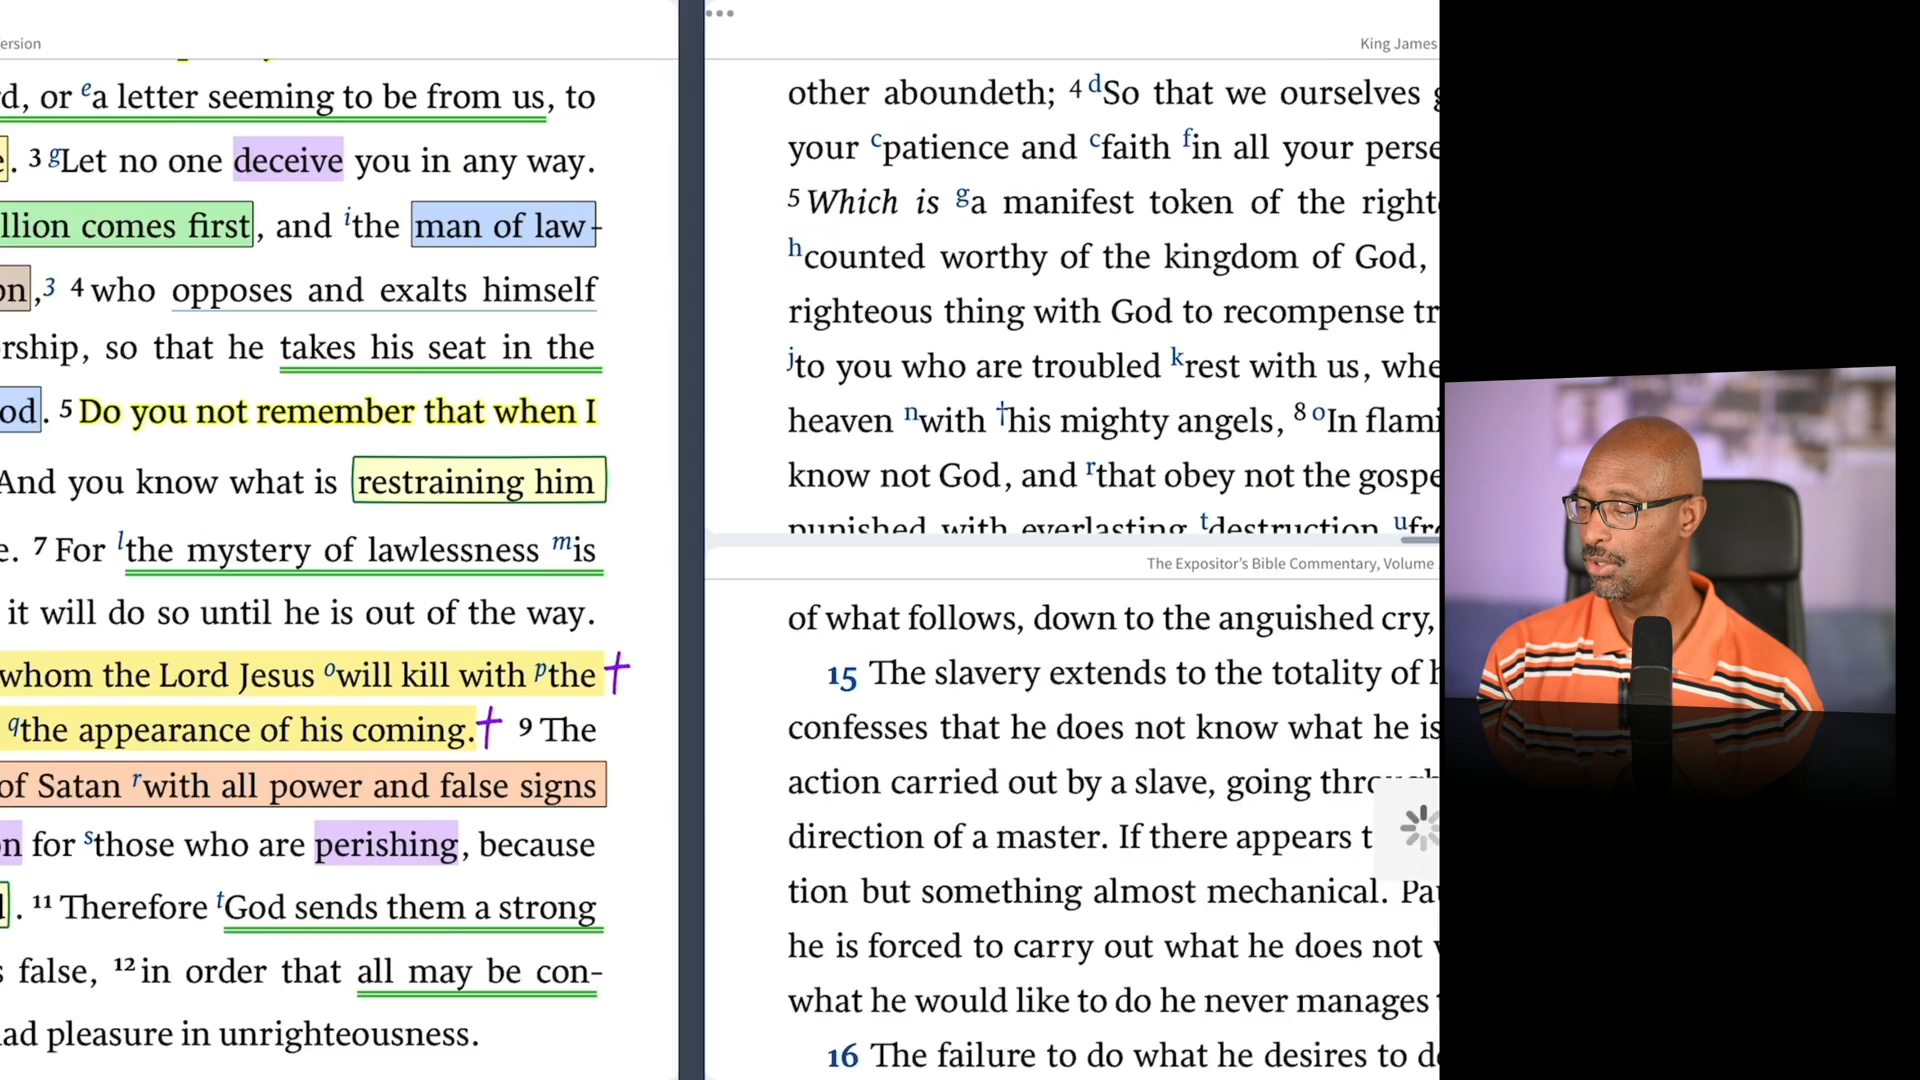 ersion
d, or ea letter seeming to be from us, to
e. 3 gLet no one deceive you in any way.
llion comes first, and ithe man of law-
on,3 4 who opposes and exalts himself
rship, so that he takes his seat in the
od. 5 Do you not remember that when I
And you know what is restraining him
e. 7 For lthe mystery of lawlessness mis
it will do so until he is out of the way.
whom the Lord Jesus owill kill with pthe
qthe appearance of his coming. 9 The
of Satan rwith all power and false signs
n for sthose who are perishing, because
. 11 Therefore tGod sends them a strong
s false, 12 in order that all may be con-
ad pleasure in unrighteousness.
King James
other aboundeth; 4 dSo that we ourselves g
your cpatience and cfaith fin all your perse
5 Which is ga manifest token of the right
hcounted worthy of the kingdom of God,
righteous thing with God to recompense tr
jto you who are troubled krest with us, whe
heaven nwith †his mighty angels, 8 oIn flami
know not God, and rthat obey not the gospe
punished with everlasting tdestruction ufr
The Expositor's Bible Commentary, Volume
of what follows, down to the anguished cry,
15 The slavery extends to the totality of h
confesses that he does not know what he is
action carried out by a slave, going through
direction of a master. If there appears t
tion but something almost mechanical. Pau
he is forced to carry out what he does not
what he would like to do he never manages
16 The failure to do what he desires to do